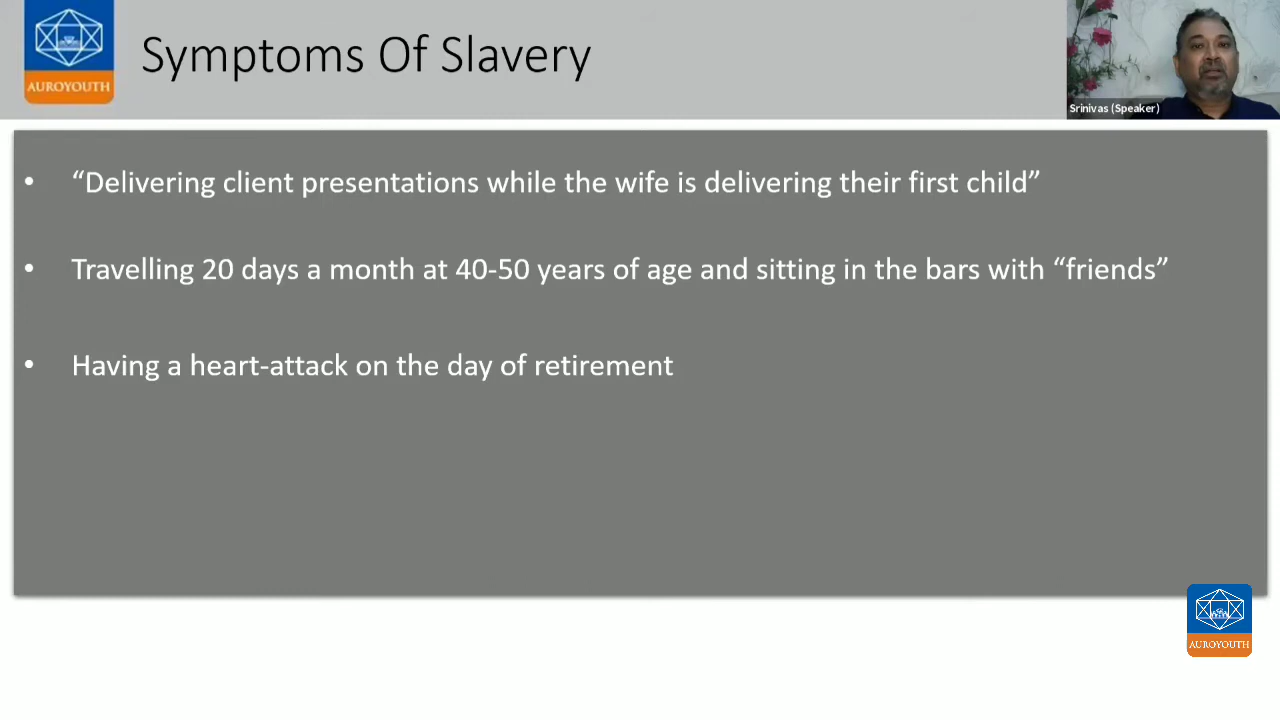 AUROYOUTH
Symptoms Of Slavery
Srinivas (Speaker)
• “Delivering client presentations while the wife is delivering their first child”
• Travelling 20 days a month at 40-50 years of age and sitting in the bars with “friends”
• Having a heart-attack on the day of retirement
AUROYOUTH